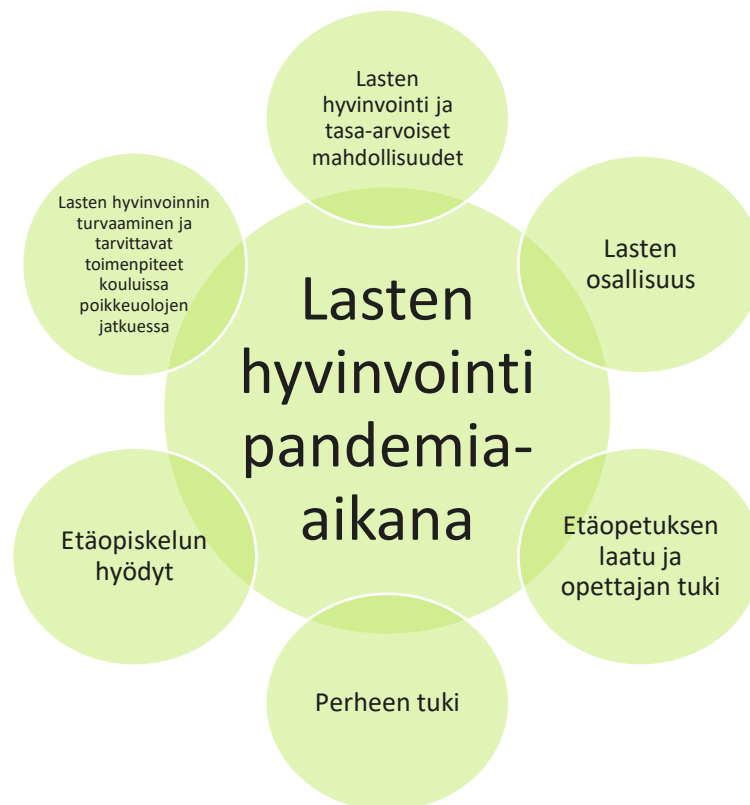 Lasten
hyvinvointi ja
tasa-arvoiset
mahdollisuudet
Lasten
osallisuus
Etäopetuksen
laatu ja
opettajan tuki
Perheen tuki
Etäopiskelun
hyödyt
Lasten hyvinvoinnin
turvaaminen ja
tarvittavat
toimenpiteet
kouluissa
poikkeuolojen
jatkuessa
Lasten
hyvinvointi
pandemia-
aikana